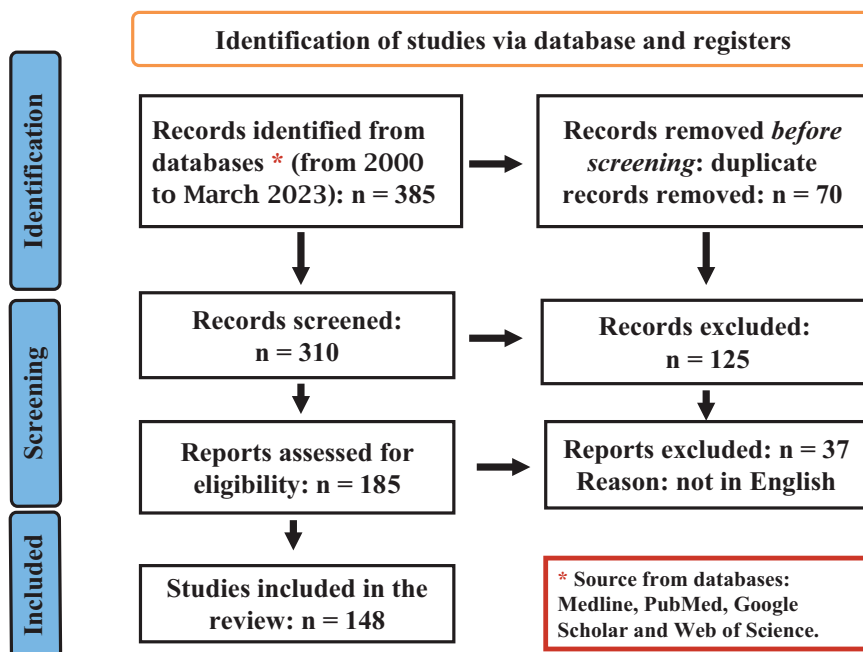 Identification of studies via database and registers
Identification
Records identified from
databases * (from 2000
to March 2023): n = 385
Records removed before
screening: duplicate
records removed: n = 70
Screening
Records screened:
n = 310
Records excluded:
n = 125
Reports assessed for
eligibility: n = 185
Reports excluded: n = 37
Reason: not in English
Included
Studies included in the
review: n = 148
* Source from databases:
Medline, PubMed, Google
Scholar and Web of Science.